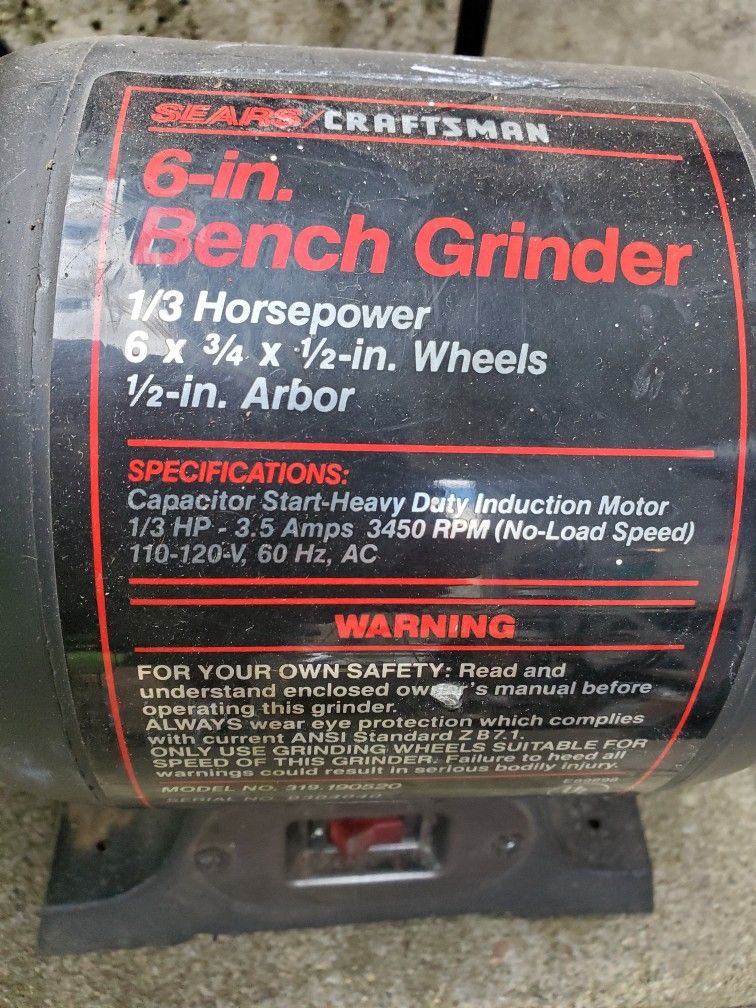 SEARS/CRAFTSMAN
6-in.
Bench Grinder
1/3 Horsepower
6 x 3/4 x 1/2-in. Wheels
1/2-in. Arbor
SPECIFICATIONS:
Capacitor Start-Heavy Duty Induction Motor
1/3 HP - 3.5 Amps 3450 RPM (No-Load Speed)
110-120-V, 60 Hz, AC
WARNING
FOR YOUR OWN SAFETY: Read and
understand enclosed owner's manual before
operating this grinder.
ALWAYS wear eye protection which complies
with current ANSI Standard Z B7.1.
ONLY USE GRINDING WHEELS SUITABLE FOR
SPEED OF THIS GRINDER. Failure to heed all
warnings could result in serious bodily injury.
MODEL NO. 319.190520
SERIAL NO.